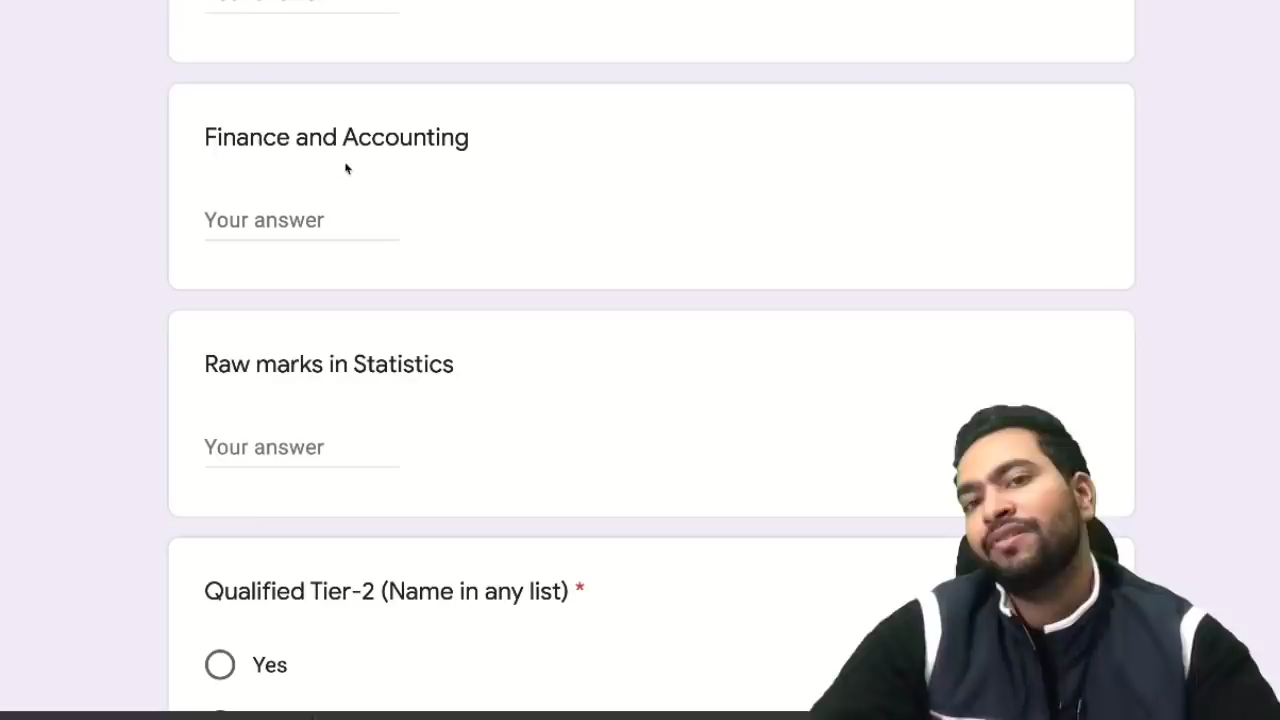 Finance and Accounting
Your answer
Raw marks in Statistics
Your answer
Qualified Tier-2 (Name in any list) *
Yes